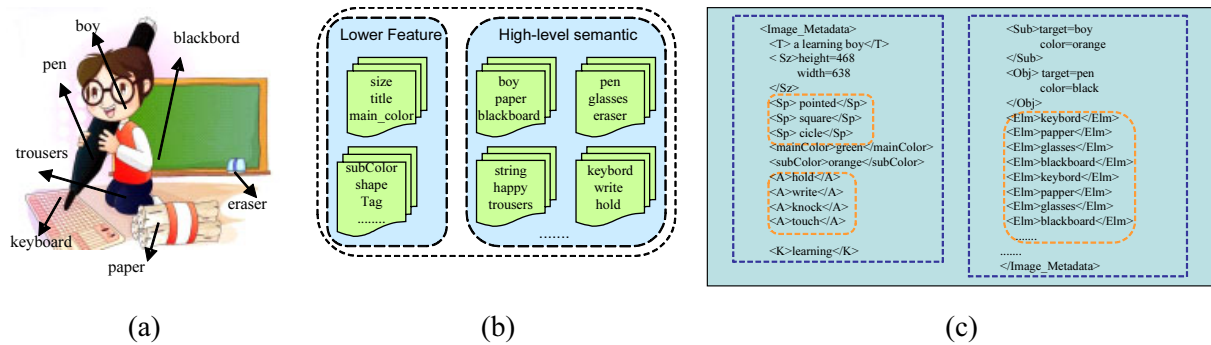 boy
blackbord
pen
trousers
keyboard
paper
eraser
(a)
Lower Feature
size
title
main_color
subColor
shape
Tag
........
High-level semantic
boy
paper
blackboard
pen
glasses
eraser
string
happy
trousers
keybord
write
hold
.......
(b)
<Image_Metadata>
<T> a learning boy</T>
< Sz>height=468
width=638
</Sz>
<Sp> pointed</Sp>
<Sp> square</Sp>
<Sp> cicle</Sp>
<mainColor>green</mainColor>
<subColor>orange</subColor>
<A>hold</A>
<A>write</A>
<A>knock</A>
<A>touch</A>
<K>learning</K>
<Sub>target=boy
color=orange
</Sub>
<Obj> target=pen
color=black
</Obj>
<Elm>keybord</Elm>
<Elm>papper</Elm>
<Elm>glasses</Elm>
<Elm>blackboard</Elm>
<Elm>keybord</Elm>
<Elm>papper</Elm>
<Elm>glasses</Elm>
<Elm>blackboard</Elm>
.......
.......
</Image_Metadata>
(c)